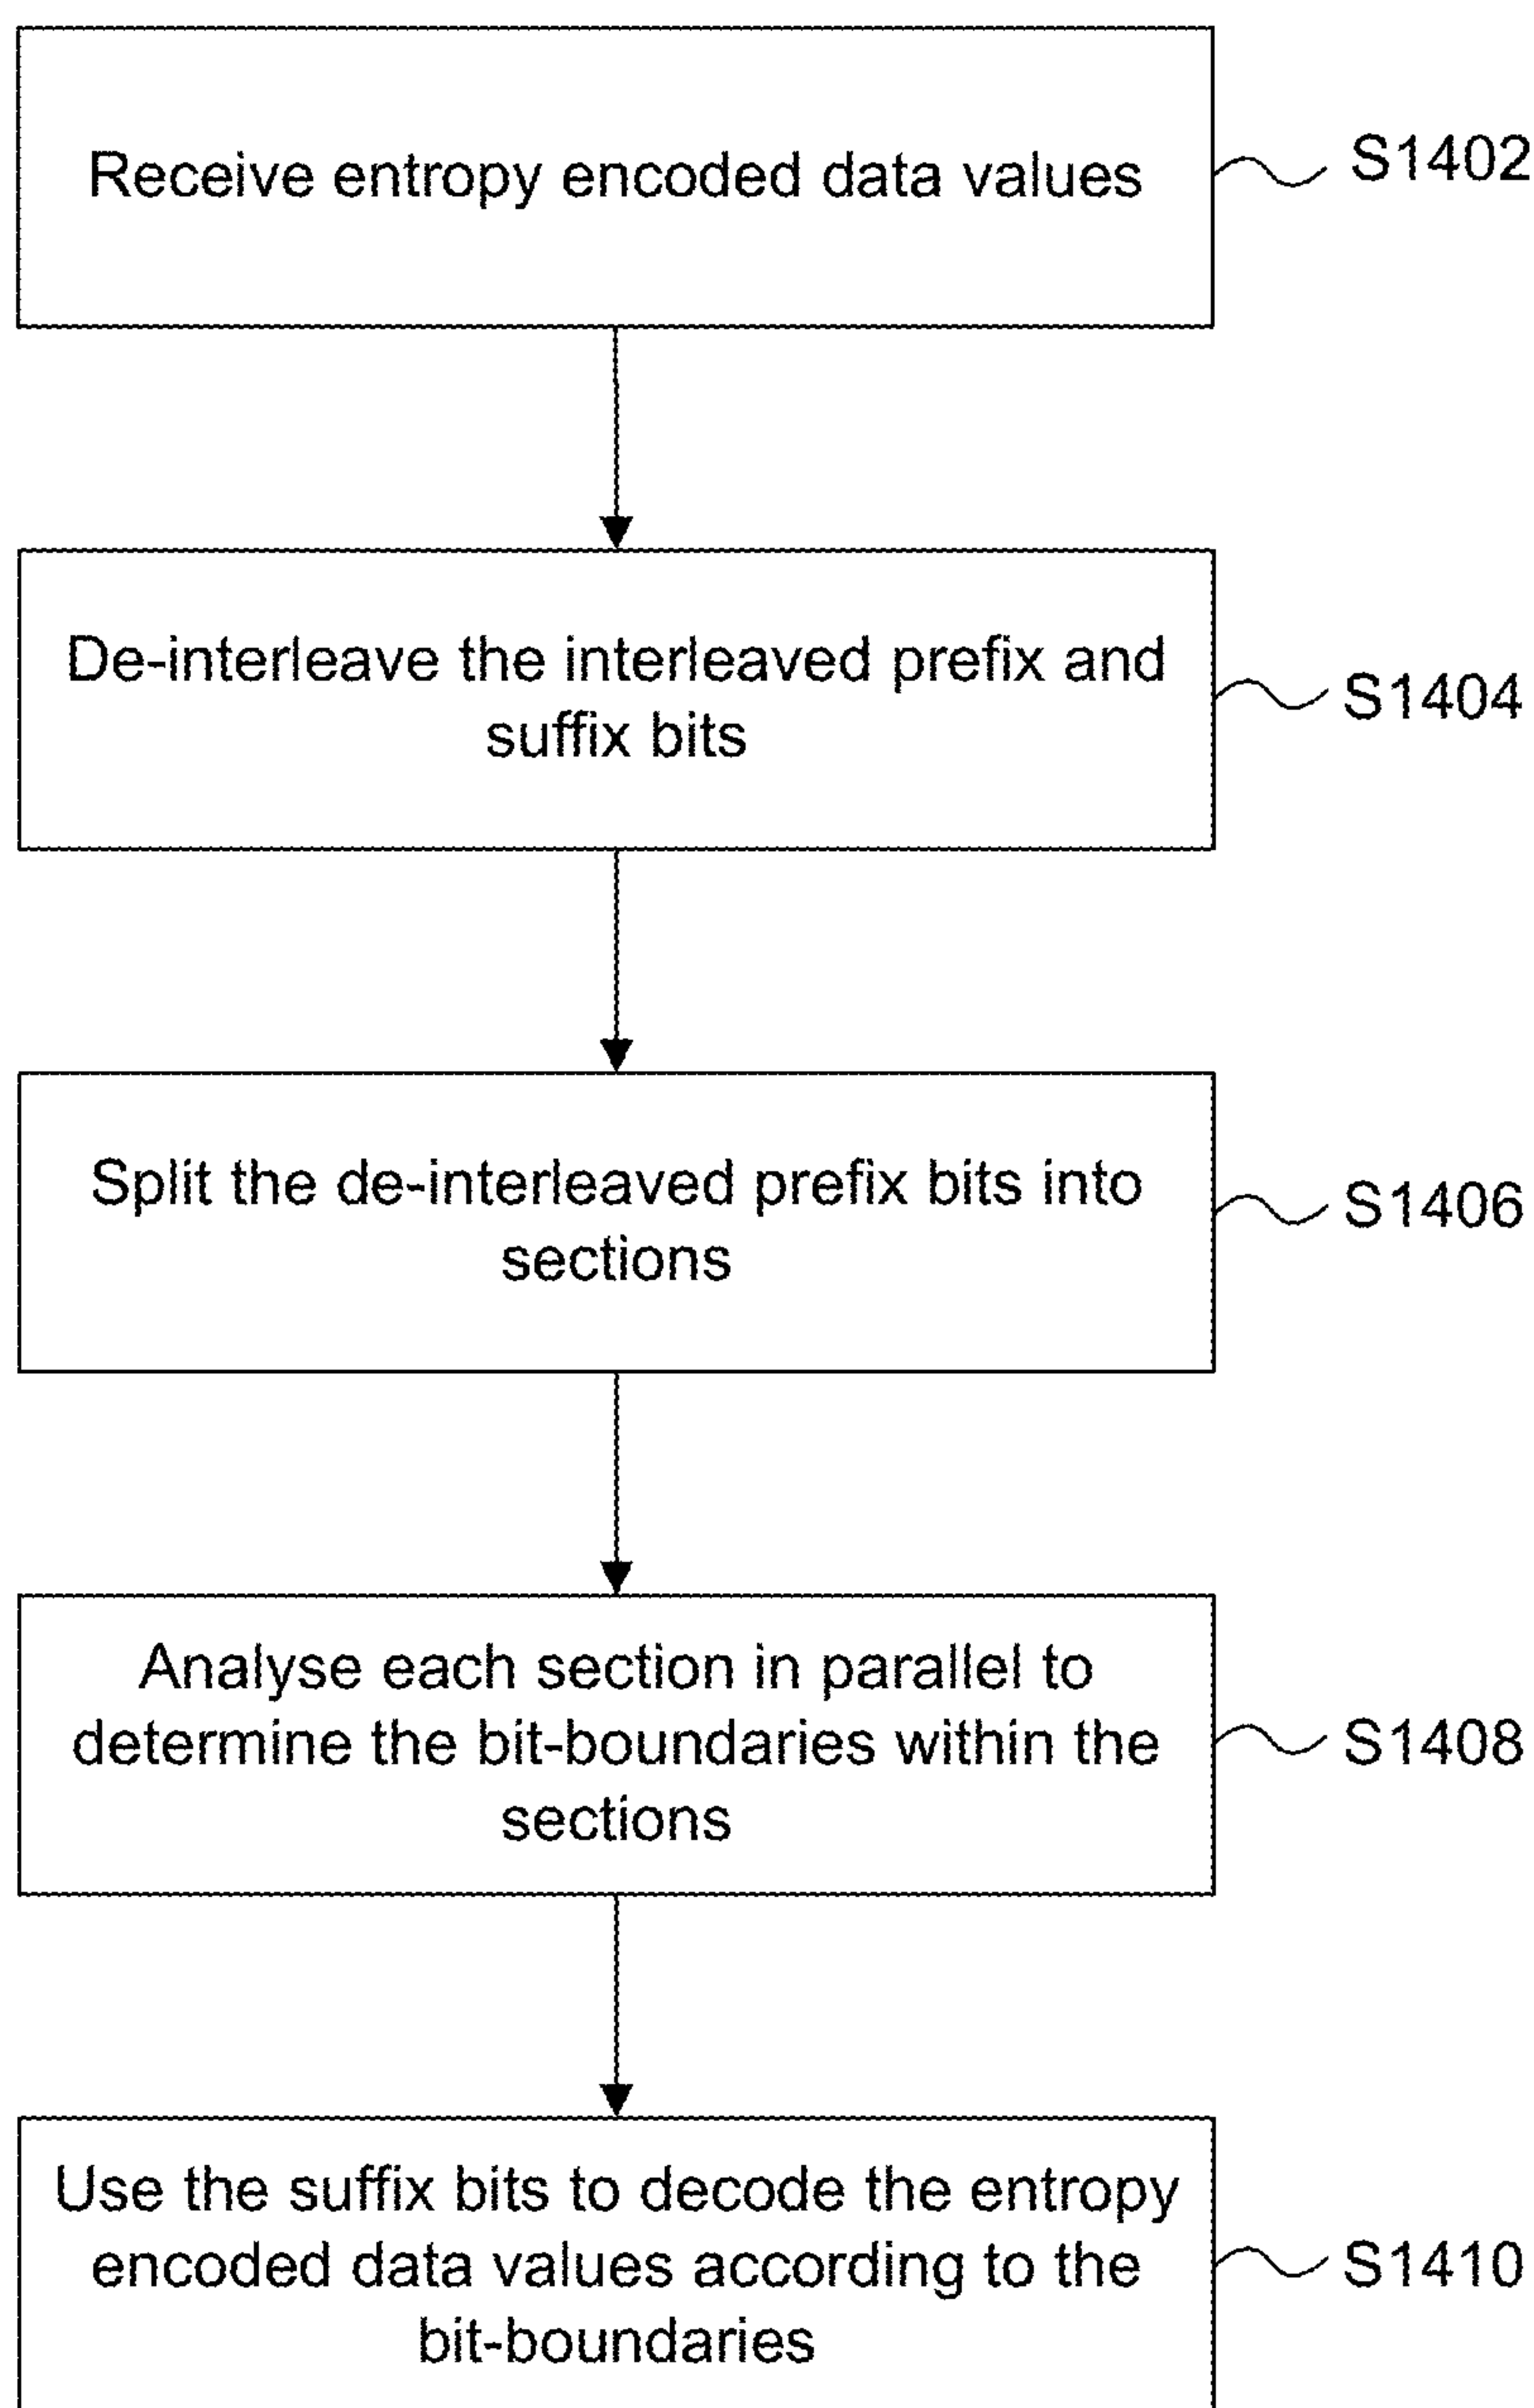 Receive entropy encoded data values
S1402
De-interleave the interleaved prefix and
suffix bits
S1404
Split the de-interleaved prefix bits into
sections
S1406
Analyse each section in parallel to
determine the bit-boundaries within the
sections
S1408
Use the suffix bits to decode the entropy
encoded data values according to the
bit-boundaries
S1410